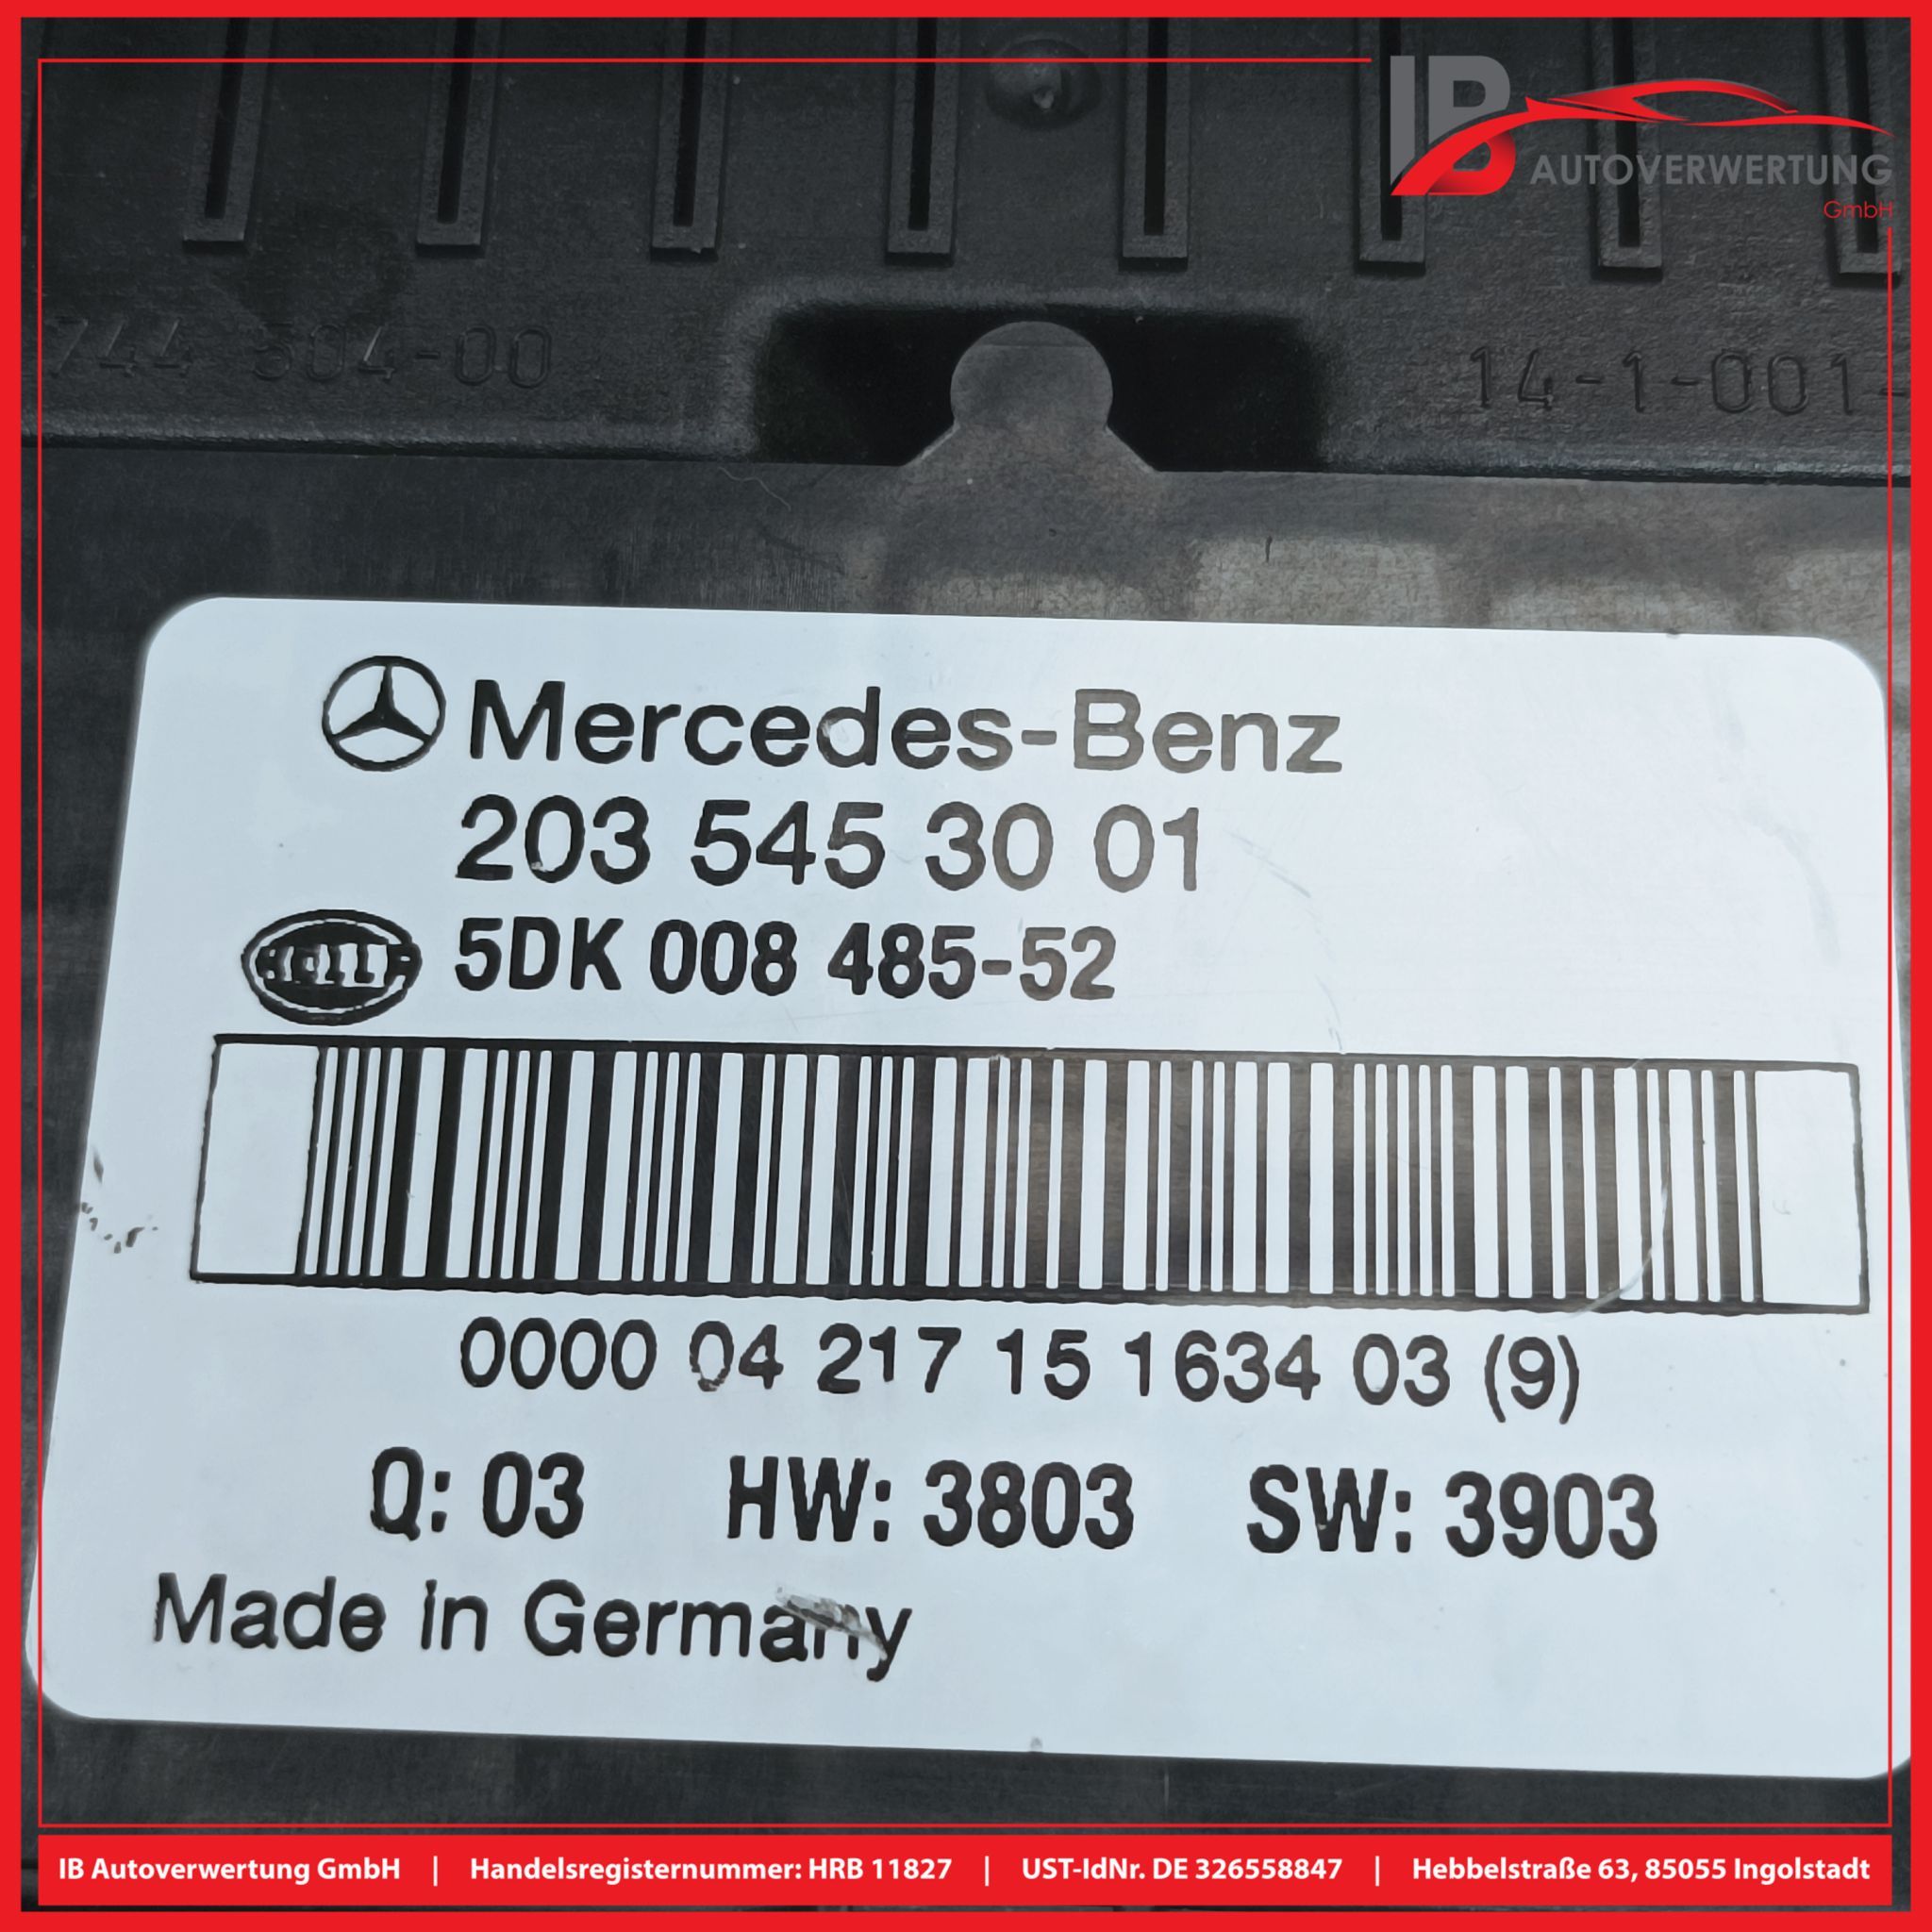 IB
AUTOVERWERTUNG
GmbH
744 504-00
14-1-001-
Mercedes-Benz
203 545 30 01
HELLA
5DK 008 485-52
0000 04 217 15 1634 03 (9)
Q: 03 HW: 3803 SW: 3903
Made in Germany
IB Autoverwertung GmbH | Handelsregisternummer: HRB 11827 | UST-IdNr. DE 326558847 | Hebbelstraße 63, 85055 Ingolstadt